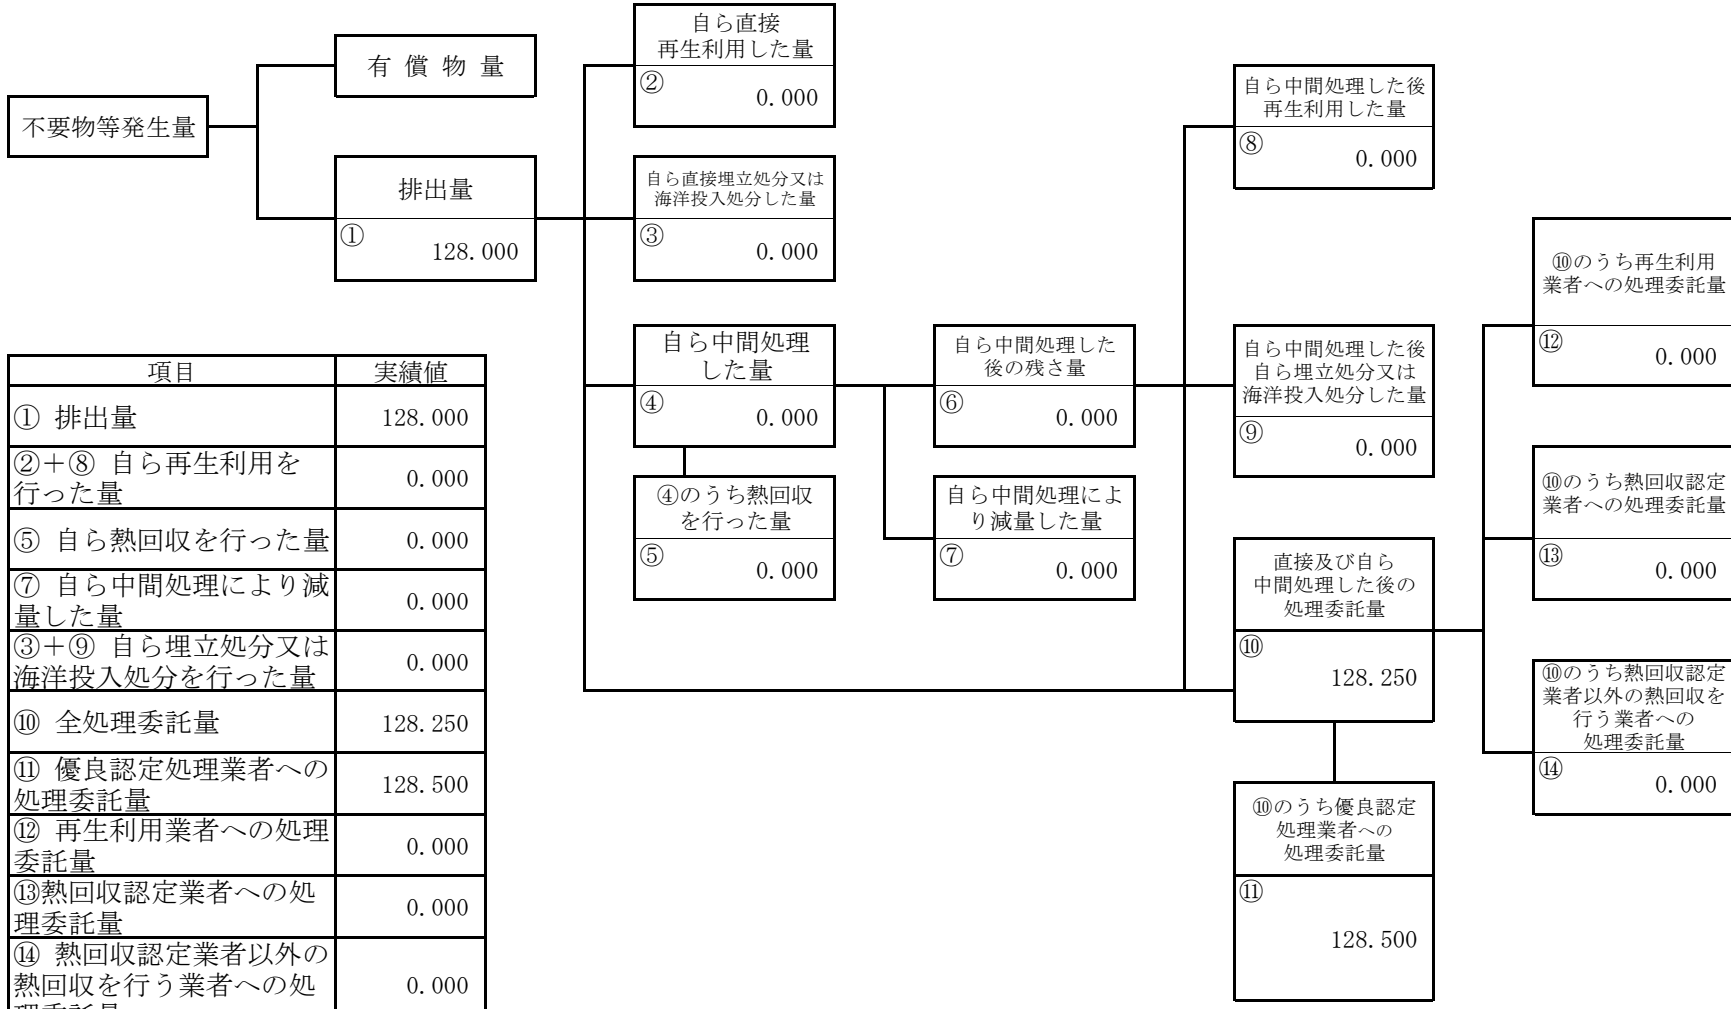 不要物等発生量
有 償 物 量
排出量
①
128.000
自ら直接
再生利用した量
②
0.000
自ら直接埋立処分又は
海洋投入処分した量
③
0.000
自ら中間処理
した量
④
0.000
④のうち熱回収
を行った量
⑤
0.000
自ら中間処理した
後の残さ量
⑥
0.000
自ら中間処理によ
り減量した量
⑦
0.000
自ら中間処理した後
再生利用した量
⑧
0.000
自ら中間処理した後
自ら埋立処分又は
海洋投入処分した量
⑨
0.000
直接及び自ら
中間処理した後の
処理委託量
⑩
128.250
⑩のうち優良認定
処理業者への
処理委託量
⑪
128.500
⑩のうち再生利用
業者への処理委託量
⑫
0.000
⑩のうち熱回収認定
業者への処理委託量
⑬
0.000
⑩のうち熱回収認定
業者以外の熱回収を
行う業者への
処理委託量
⑭
0.000
項目 実績値
① 排出量 128.000
②＋⑧ 自ら再生利用を
行った量 0.000
⑤ 自ら熱回収を行った量 0.000
⑦ 自ら中間処理により減
量した量 0.000
③＋⑨ 自ら埋立処分又は
海洋投入処分を行った量 0.000
⑩ 全処理委託量 128.250
⑪ 優良認定処理業者への
処理委託量 128.500
⑫ 再生利用業者への処理
委託量 0.000
⑬熱回収認定業者への処
理委託量 0.000
⑭ 熱回収認定業者以外の
熱回収を行う業者への処 0.000